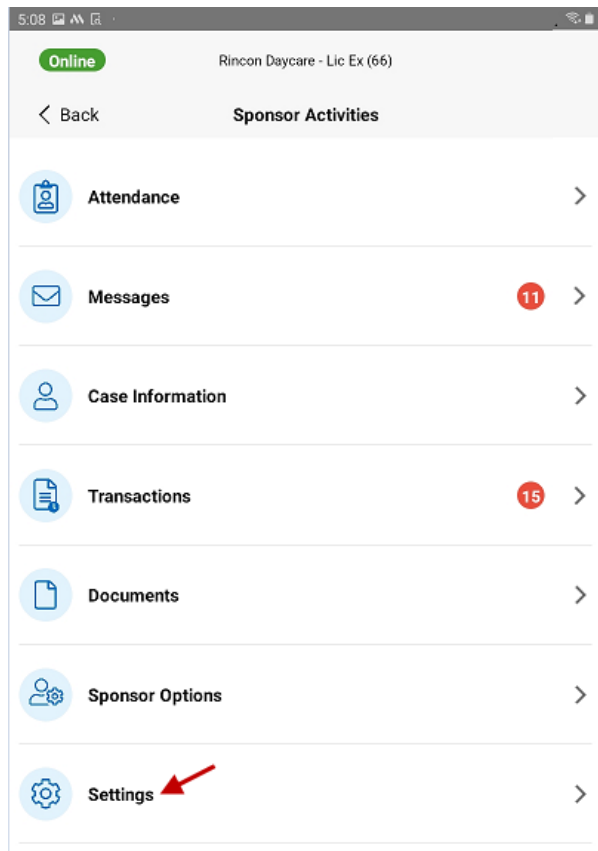 5:08
Online
Rincon Daycare - Lic Ex (66)
Back
Sponsor Activities
Attendance
Messages
11
Case Information
Transactions
15
Documents
Sponsor Options
Settings